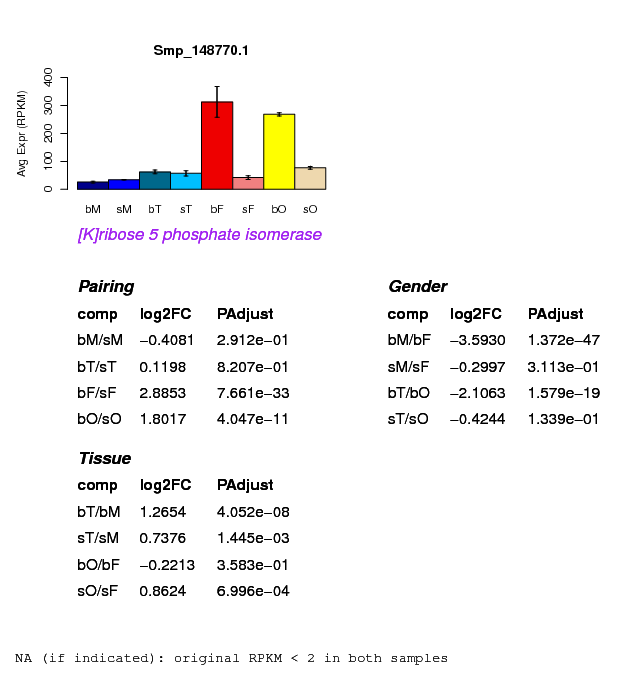 Smp_148770.1
Avg Expr (RPKM)
0 100 200 300 400
bM sM bT sT bF sF bO sO
[K]ribose 5 phosphate isomerase
Pairing
comp log2FC PAdjust
bM/sM −0.4081 2.912e−01
bT/sT 0.1198 8.207e−01
bF/sF 2.8853 7.661e−33
bO/sO 1.8017 4.047e−11
Gender
comp log2FC PAdjust
bM/bF −3.5930 1.372e−47
sM/sF −0.2997 3.113e−01
bT/bO −2.1063 1.579e−19
sT/sO −0.4244 1.339e−01
Tissue
comp log2FC PAdjust
bT/bM 1.2654 4.052e−08
sT/sM 0.7376 1.445e−03
bO/bF −0.2213 3.583e−01
sO/sF 0.8624 6.996e−04
NA (if indicated): original RPKM < 2 in both samples